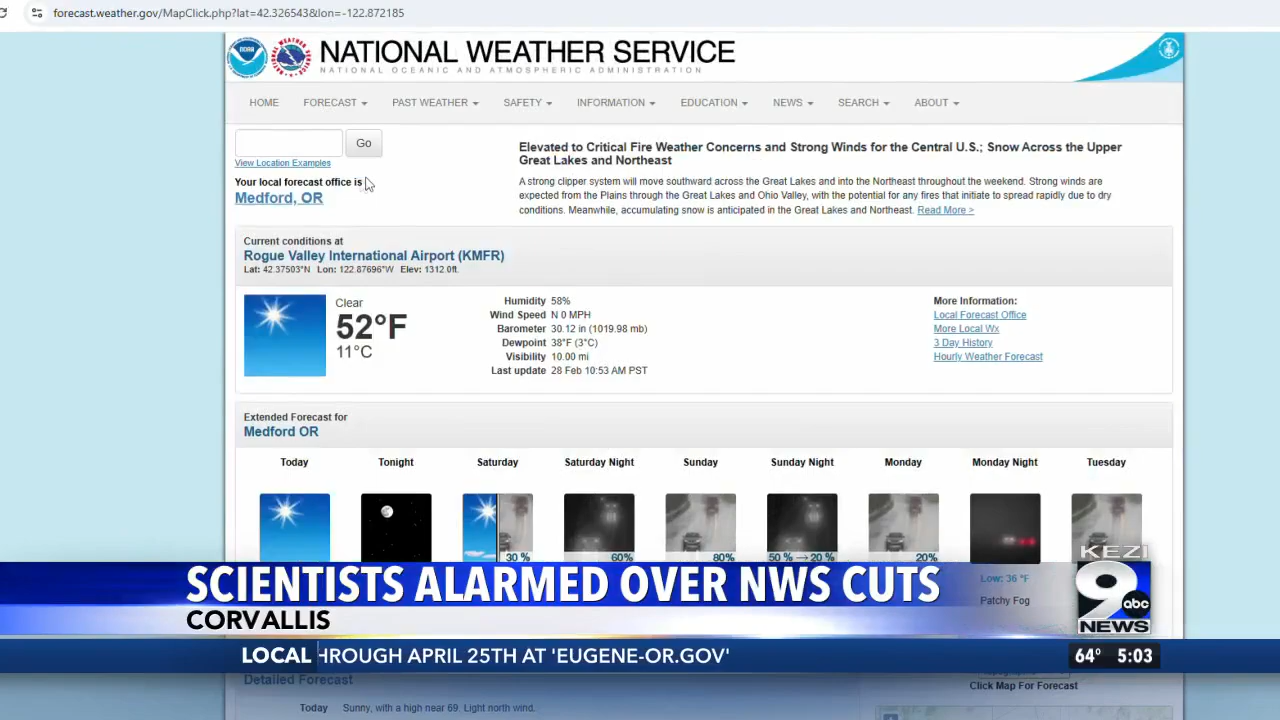 forecast.weather.gov/MapClick.php?lat=42.326543&lon=-122.872185
NATIONAL WEATHER SERVICE
NATIONAL OCEANIC AND ATMOSPHERIC ADMINISTRATION
HOME FORECAST PAST WEATHER SAFETY INFORMATION EDUCATION NEWS SEARCH ABOUT
Go
View Location Examples
Your local forecast office is
Medford, OR
Elevated to Critical Fire Weather Concerns and Strong Winds for the Central U.S.; Snow Across the Upper
Great Lakes and Northeast
A strong clipper system will move southward across the Great Lakes and into the Northeast throughout the weekend. Strong winds are
expected from the Plains through the Great Lakes and Ohio Valley, with the potential for any fires that initiate to spread rapidly due to dry
conditions. Meanwhile, accumulating snow is anticipated in the Great Lakes and Northeast. Read More >
Current conditions at
Rogue Valley International Airport (KMFR)
Lat: 42.37503°N Lon: 122.87696°W Elev: 1312.0ft.
Clear
52°F
11°C
Humidity 58%
Wind Speed N 0 MPH
Barometer 30.12 in (1019.98 mb)
Dewpoint 38°F (3°C)
Visibility 10.00 mi
Last update 28 Feb 10:53 AM PST
More Information:
Local Forecast Office
More Local Wx
3 Day History
Hourly Weather Forecast
Extended Forecast for
Medford OR
Today Tonight Saturday Saturday Night Sunday Sunday Night Monday Monday Night Tuesday
30 % 60% 80% 50 % → 20 % 20%
Low: 36 °F
Patchy Fog
SCIENTISTS ALARMED OVER NWS CUTS
CORVALLIS
KEZI
9
abc
NEWS
LOCAL HROUGH APRIL 25TH AT 'EUGENE-OR.GOV'
64° 5:03
Detailed Forecast
Click Map For Forecast
Today Sunny, with a high near 69. Light north wind.